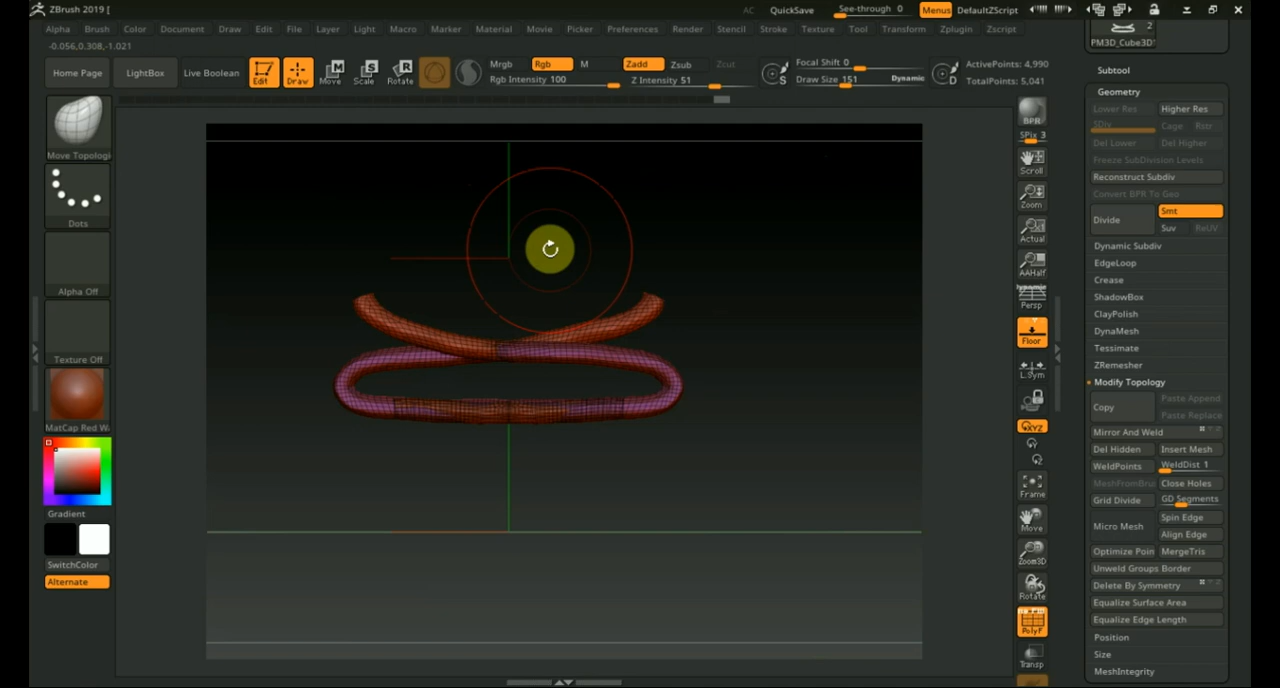 ZBrush 2019 [
AC QuickSave See-through 0 Menus DefaultZScript
Alpha Brush Color Document Draw Edit File Layer Light Macro Marker Material Movie Picker Preferences Render Stencil Stroke Texture Tool Transform Zplugin Zscript
-0.056,0.308,-1.021
Home Page LightBox Live Boolean Edit Draw Move Scale Rotate
Mrgb Rgb M Zadd Zsub Zcut
Rgb Intensity 100 Z Intensity 51
Focal Shift 0
Draw Size 151 Dynamic
ActivePoints: 4,990
TotalPoints: 5,041
Move Topologi
Dots
Alpha Off
Texture Off
MatCap Red W
Gradient
SwitchColor
Alternate
BPR
SPix 3
Scroll
Zoom
Actual
AAHalf
Dynamic
Persp
Floor
L.Sym
XYZ
Frame
Move
Zoom3D
Rotate
PolyF
Transp
2
PM3D_Cube3D
Subtool
Geometry
Lower Res Higher Res
SDiv Cage Rstr
Del Lower Del Higher
Freeze SubDivision Levels
Reconstruct Subdiv
Convert BPR To Geo
Divide Smt
Suv ReUV
Dynamic Subdiv
EdgeLoop
Crease
ShadowBox
ClayPolish
DynaMesh
Tessimate
ZRemesher
Modify Topology
Copy Paste Append
Paste Replace
Mirror And Weld
Del Hidden Insert Mesh
WeldPoints WeldDist 1
MeshFromBru Close Holes
Grid Divide GD Segments
Micro Mesh Spin Edge
Align Edge
Optimize Poin MergeTris
Unweld Groups Border
Delete By Symmetry
Equalize Surface Area
Equalize Edge Length
Position
Size
MeshIntegrity